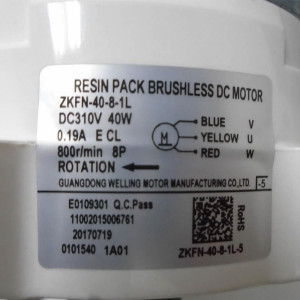 RESIN PACK BRUSHLESS DC MOTOR
ZKFN-40-8-1L
DC310V 40W
0.19A E CL
800r/min 8P
ROTATION
M
BLUE V
YELLOW U
RED W
GUANGDONG WELLING MOTOR MANUFACTURING CO.,LTD. -5
E0109301 Q.C.Pass
11002015006761
20170719
0101540 1A01
RoHS
ZKFN-40-8-1L-5